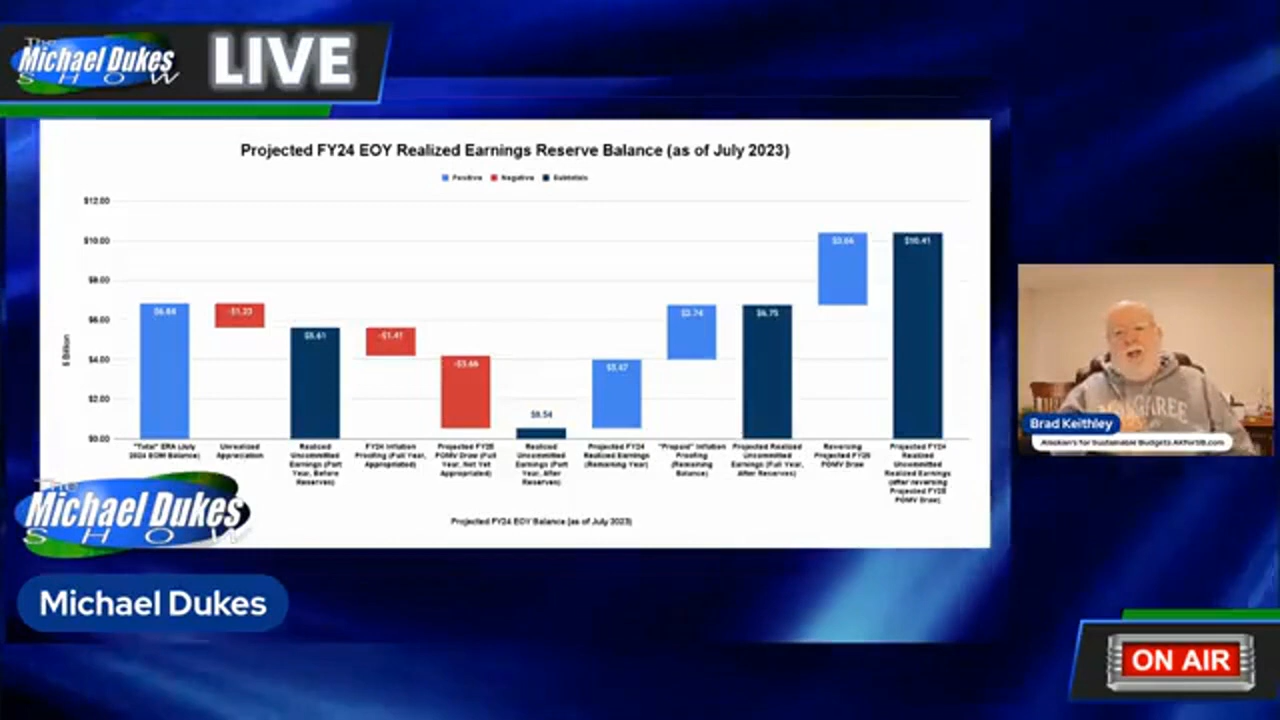 The
Michael Dukes
SHOW
LIVE
Projected FY24 EOY Realized Earnings Reserve Balance (as of July 2023)
Positive Negative Subtotals
$12.00
$10.00
$8.00
$6.00
$4.00
$2.00
$0.00
$ Billion
$6.84
-$1.23
$5.61
-$1.41
-$3.66
$0.54
$3.47
$2.74
$6.75
$3.66
$10.41
"Total" ERA (July
2023 EOM Balance)
Unrealized
Appreciation
Realized
Uncommitted
Earnings (Part
Year, Before
Reserves)
FY24 Inflation
Proofing (Full Year,
Appropriated)
Projected FY25
POMV Draw (Full
Year, Not Yet
Appropriated)
Realized
Uncommitted
Earnings (Part
Year, After
Reserves)
Projected FY24
Realized Earnings
(Remaining Year)
"Prepaid" Inflation
Proofing
(Remaining
Balance)
Projected Realized
Uncommitted
Earnings (Full Year,
After Reserves)
Reversing
Projected FY25
POMV Draw
Projected FY24
Realized
Uncommitted
Realized Earnings
(after reversing
Projected FY25
POMV Draw)
Projected FY24 EOY Balance (as of July 2023)
The
Michael Dukes
SHOW
Michael Dukes
Brad Keithley
Alaskan's for Sustainable Budgets AKforSB.com
ON AIR